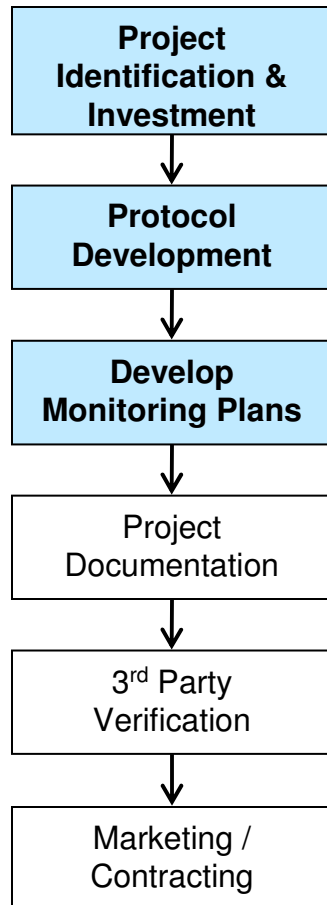 Project
Identification &
Investment
Protocol
Development
Develop
Monitoring Plans
Project
Documentation
3rd Party
Verification
Marketing /
Contracting